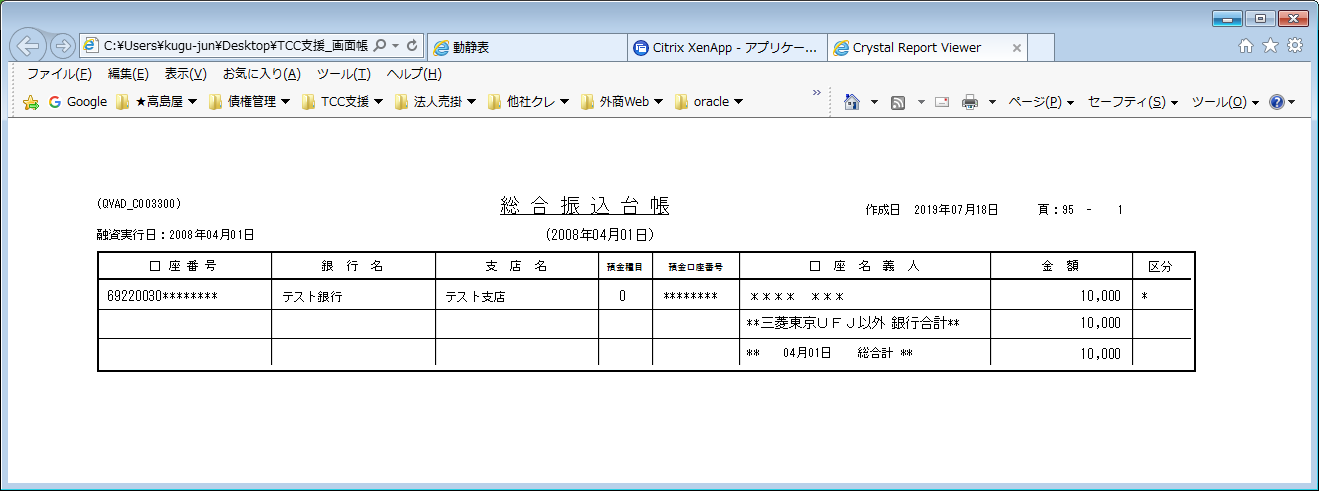 C:¥Users¥kugu-jun¥Desktop¥TCC支援_画面帳
動静表
Citrix XenApp - アプリケー...
Crystal Report Viewer
ファイル(F) 編集(E) 表示(V) お気に入り(A) ツール(T) ヘルプ(H)
Google ★高島屋 債権管理 TCC支援 法人売掛 他社クレ 外商Web oracle » ページ(P) セーフティ(S) ツール(O)
(QVAD_C003300) 総合振込台帳 作成日 2019年07月18日 頁:95 - 1
融資実行日:2008年04月01日 (2008年04月01日)
口座番号 銀行名 支店名 預金種目 預金口座番号 口座名義人 金額 区分
69220030******** テスト銀行 テスト支店 0 ******** **** *** 10,000 *
**三菱東京UFJ以外 銀行合計** 10,000
** 04月01日 総合計 ** 10,000